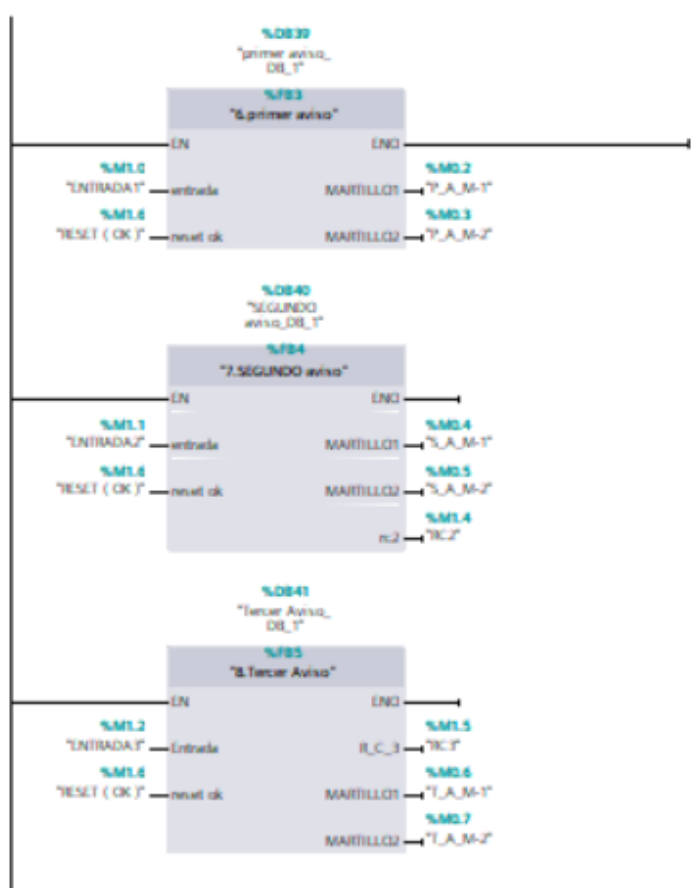 %DB39
"primer aviso_
DB_1"
%FB3
"6.primer aviso"
EN ENO
%M1.0 %M0.2
"ENTRADA1" entrada MARTILLO1 "P_A_M-1"
%M1.6 %M0.3
"RESET ( OK )" reset ok MARTILLO2 "P_A_M-2"
%DB40
"SEGUNDO
aviso_DB_1"
%FB4
"7.SEGUNDO aviso"
EN ENO
%M1.1 %M0.4
"ENTRADA2" entrada MARTILLO1 "S_A_M-1"
%M1.6 %M0.5
"RESET ( OK )" reset ok MARTILLO2 "S_A_M-2"
%M1.4
rc2 "RC2"
%DB41
"Tercer Aviso_
DB_1"
%FB5
"8.Tercer Aviso"
EN ENO
%M1.2 %M1.5
"ENTRADA3" Entrada R_C_3 "RC3"
%M1.6 %M0.6
"RESET ( OK )" reset ok MARTILLO1 "T_A_M-1"
%M0.7
MARTILLO2 "T_A_M-2"